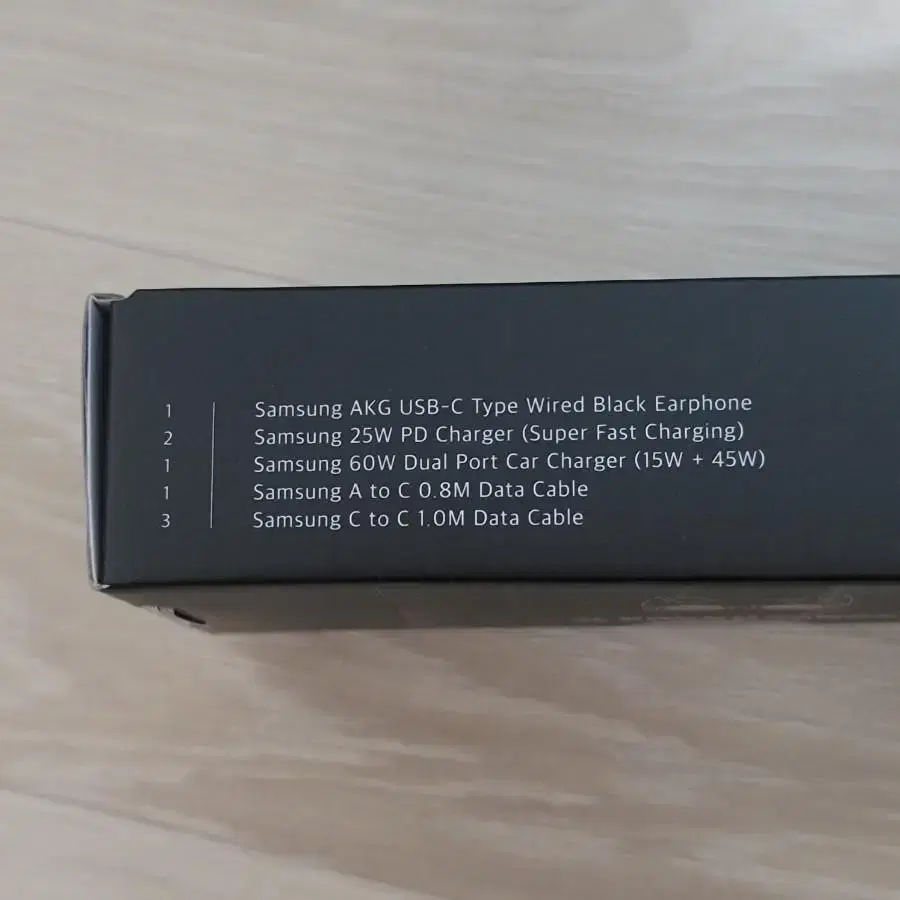 1 Samsung AKG USB-C Type Wired Black Earphone
2 Samsung 25W PD Charger (Super Fast Charging)
1 Samsung 60W Dual Port Car Charger (15W + 45W)
1 Samsung A to C 0.8M Data Cable
3 Samsung C to C 1.0M Data Cable